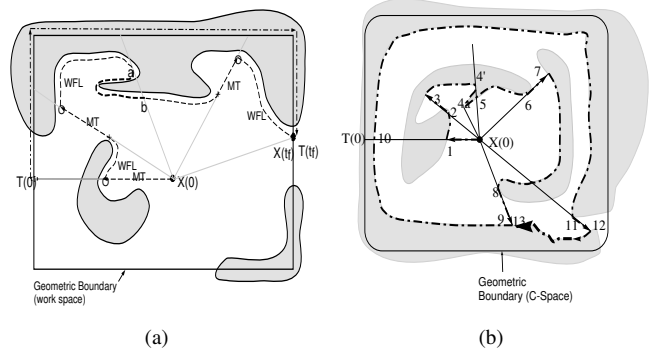 a
b
WFL
MT
WFL
MT
WFL
MT
X(tf)
T(tf)
T(0)
X(0)
Geometric Boundary
(work space)
(a)
4'
7
3
2
4a
5
6
T(0)
10
1
X(0)
8
9
13
11
12
Geometric
Boundary (C-Space)
(b)